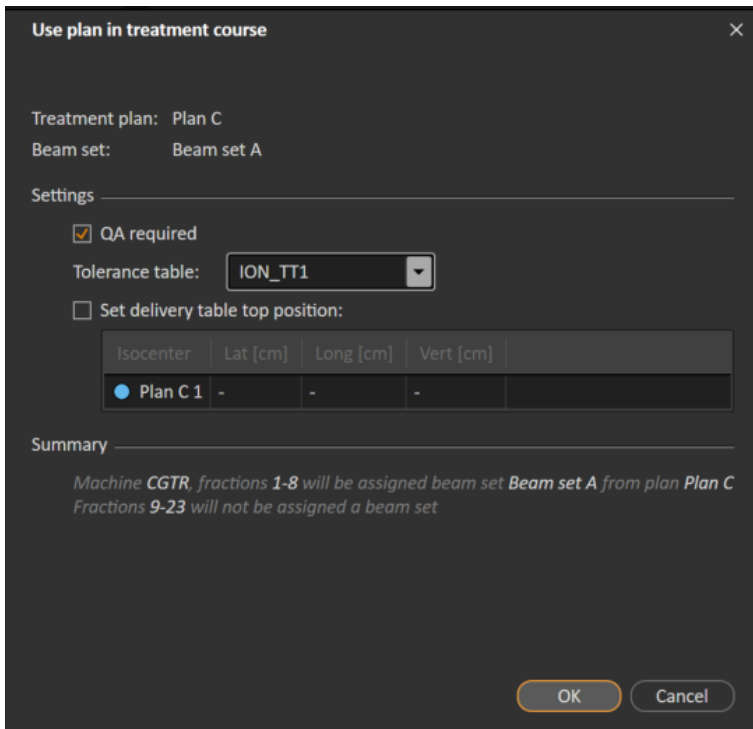 Use plan in treatment course
Treatment plan: Plan C
Beam set: Beam set A
Settings
QA required
Tolerance table: ION_TT1
Set delivery table top position:
Isocenter Lat [cm] Long [cm] Vert [cm]
Plan C 1 - - -
Summary
Machine CGTR, fractions 1-8 will be assigned beam set Beam set A from plan Plan C
Fractions 9-23 will not be assigned a beam set
OK Cancel